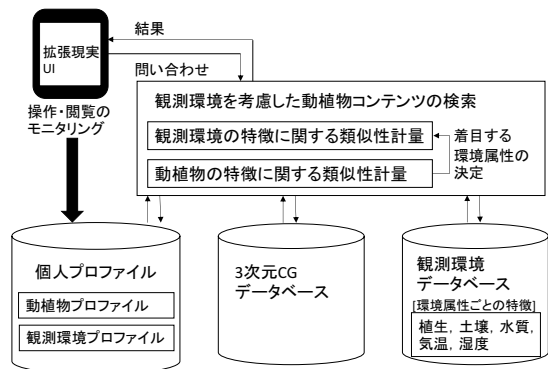 結果
拡張現実
UI
問い合わせ
操作・閲覧の
モニタリング
観測環境を考慮した動植物コンテンツの検索
観測環境の特徴に関する類似性計量
動植物の特徴に関する類似性計量
着目する
環境属性の
決定
個人プロファイル
動植物プロファイル
観測環境プロファイル
3次元CG
データベース
観測環境
データベース
[環境属性ごとの特徴]
植生, 土壌, 水質,
気温, 湿度